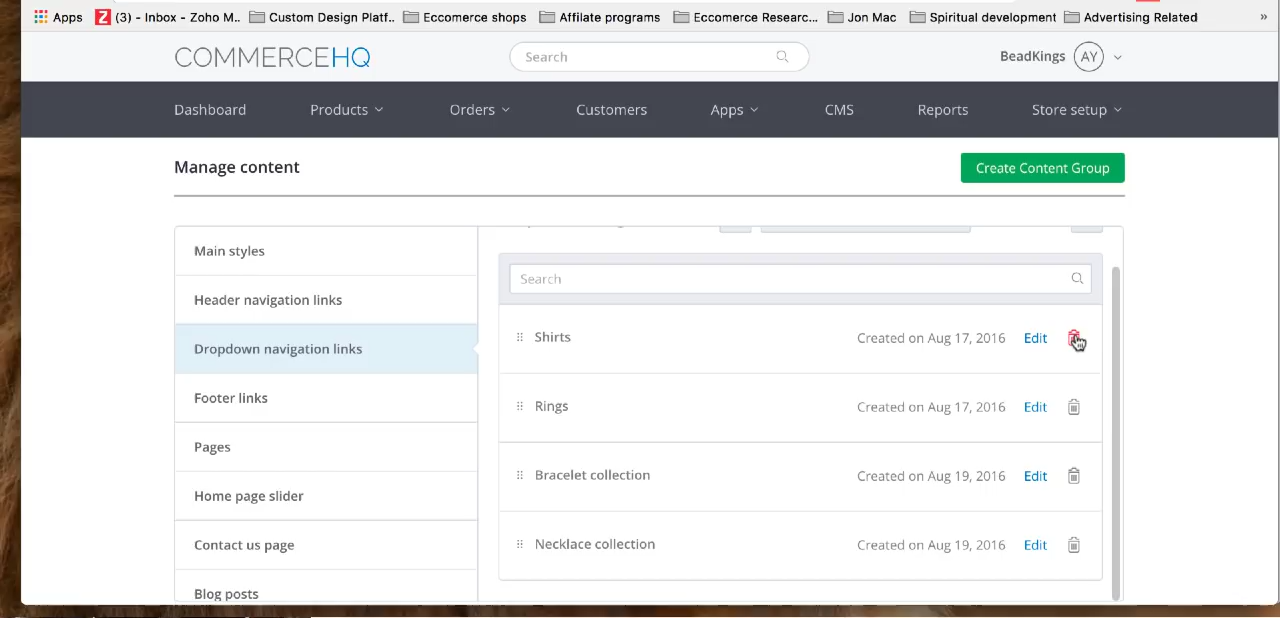 Apps (3) - Inbox - Zoho M.. Custom Design Platf.. Eccomerce shops Affilate programs Eccomerce Researc... Jon Mac Spiritual development Advertising Related »
COMMERCEHQ Search BeadKings AY
Dashboard Products Orders Customers Apps CMS Reports Store setup
Manage content Create Content Group
Main styles
Header navigation links
Dropdown navigation links
Footer links
Pages
Home page slider
Contact us page
Blog posts
Search
Shirts Created on Aug 17, 2016 Edit
Rings Created on Aug 17, 2016 Edit
Bracelet collection Created on Aug 19, 2016 Edit
Necklace collection Created on Aug 19, 2016 Edit